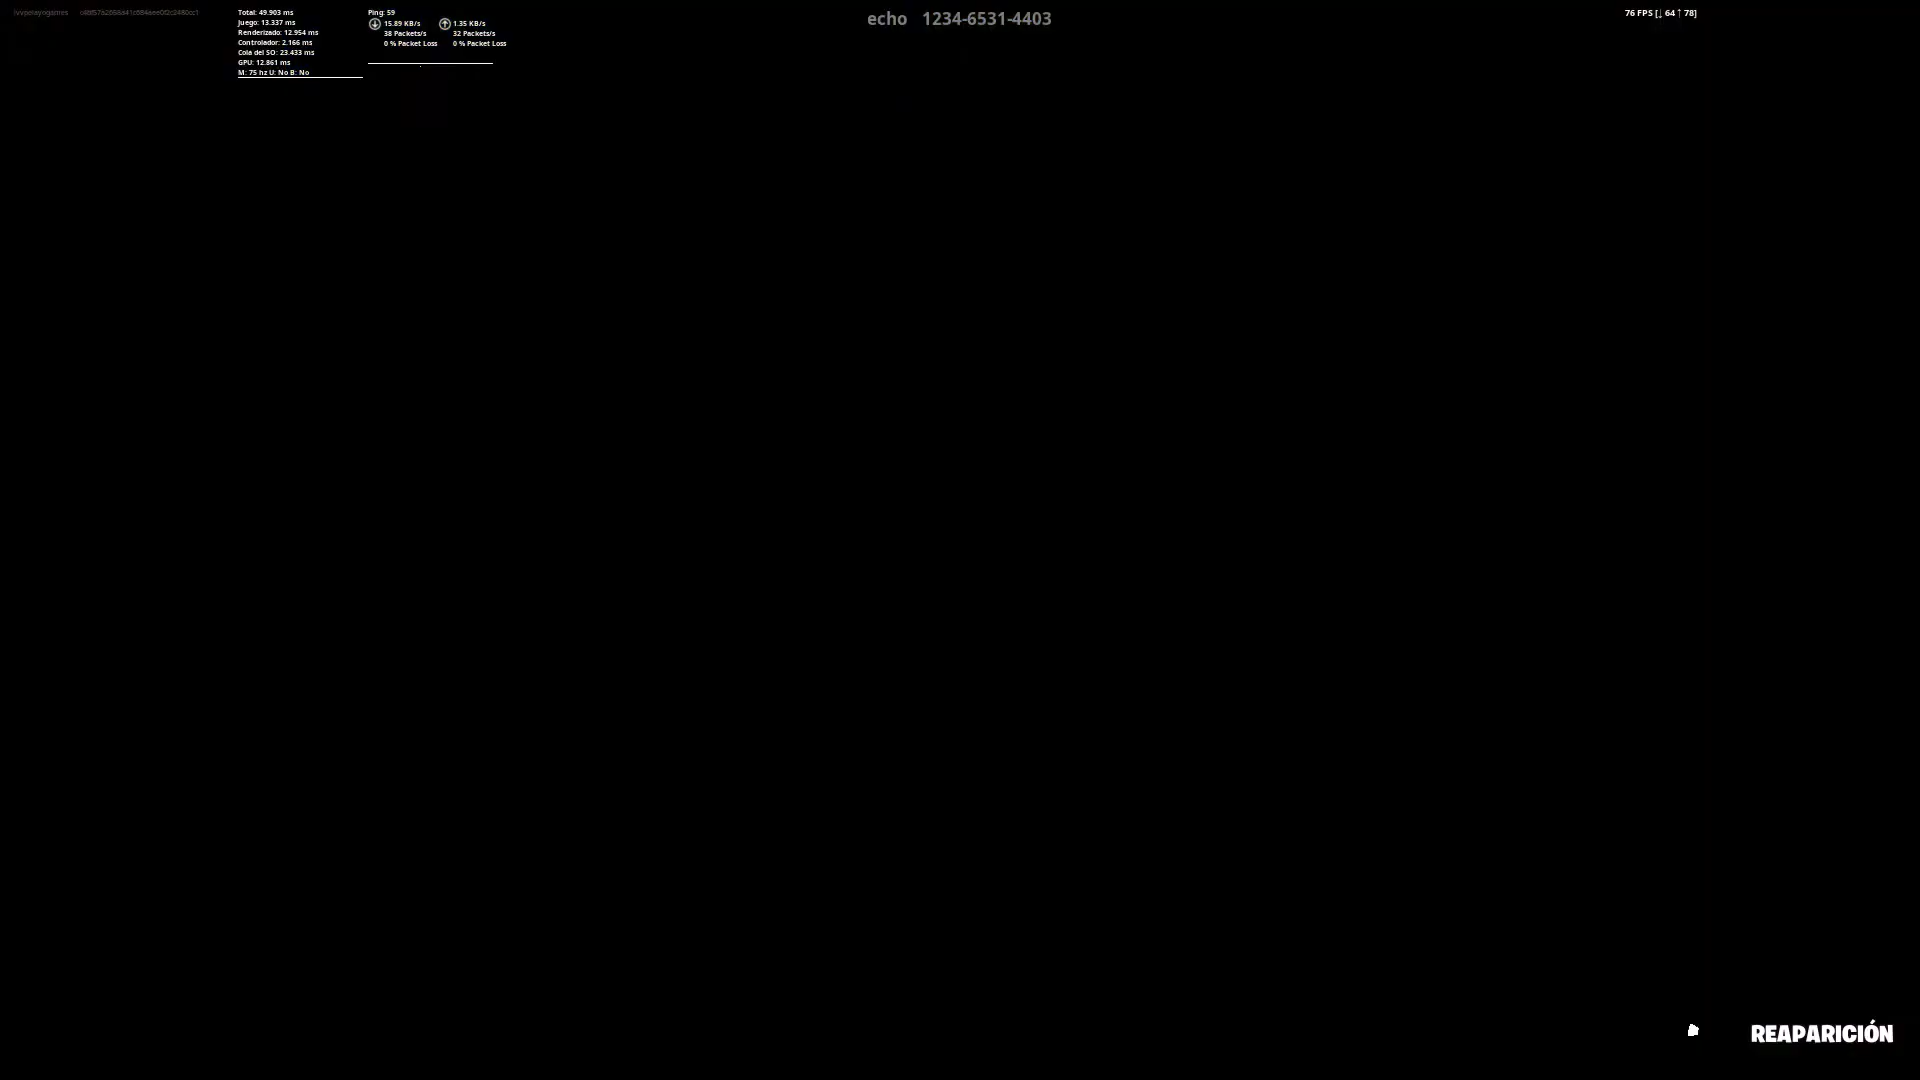 Total: 49.903 ms
Juego: 13.337 ms
Renderizado: 12.954 ms
Controlador: 2.166 ms
Cola del SO: 23.433 ms
GPU: 12.861 ms
M: 75 hz U: No B: No
Ping: 59
15.89 KB/s 1.35 KB/s
38 Packets/s 32 Packets/s
0 % Packet Loss 0 % Packet Loss
echo 1234-6531-4403
76 FPS [↓ 64 ↑ 78]
REAPARICIÓN